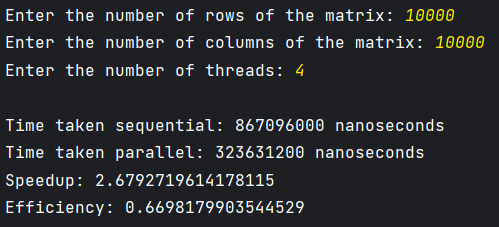 Enter the number of rows of the matrix: 10000
Enter the number of columns of the matrix: 10000
Enter the number of threads: 4
Time taken sequential: 867096000 nanoseconds
Time taken parallel: 323631200 nanoseconds
Speedup: 2.6792719614178115
Efficiency: 0.6698179903544529